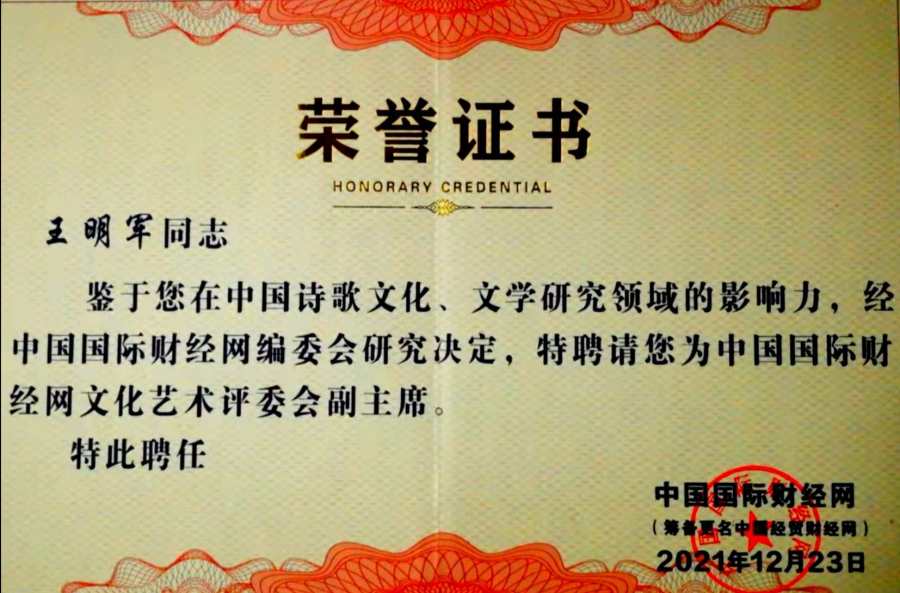 荣誉证书
HONORARY CREDENTIAL
王明军同志
鉴于您在中国诗歌文化、文学研究领域的影响力，经
中国国际财经网编委会研究决定，特聘请您为中国国际财
经网文化艺术评委会副主席。
特此聘任
中国国际财经网
（筹备更名中国经贸财经网）
2021年12月23日